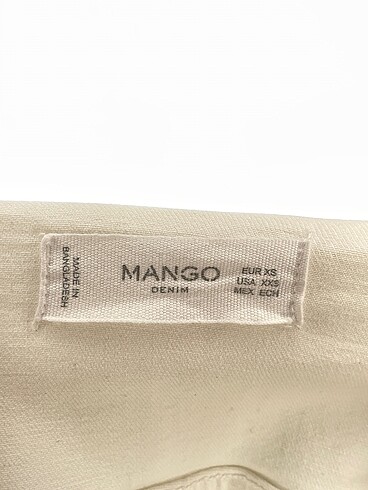 MADE IN
BANGLADESH
MANGO
DENIM
EUR XS
USA XXS
MEX ECH